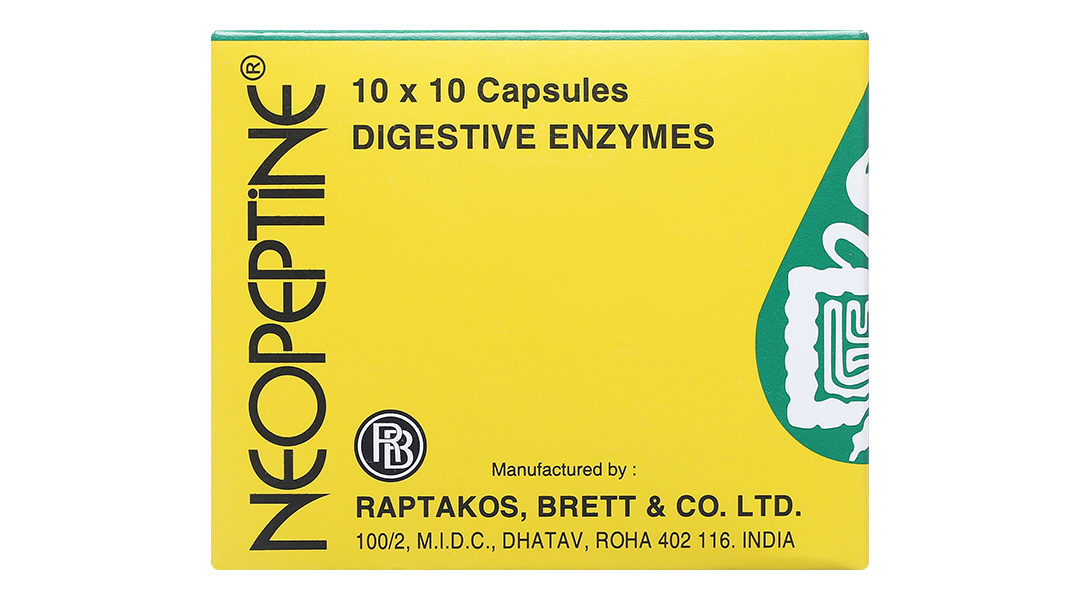 NEOPEPTINE®
10 x 10 Capsules
DIGESTIVE ENZYMES
RB
Manufactured by :
RAPTAKOS, BRETT & CO. LTD.
100/2, M.I.D.C., DHATAV, ROHA 402 116. INDIA